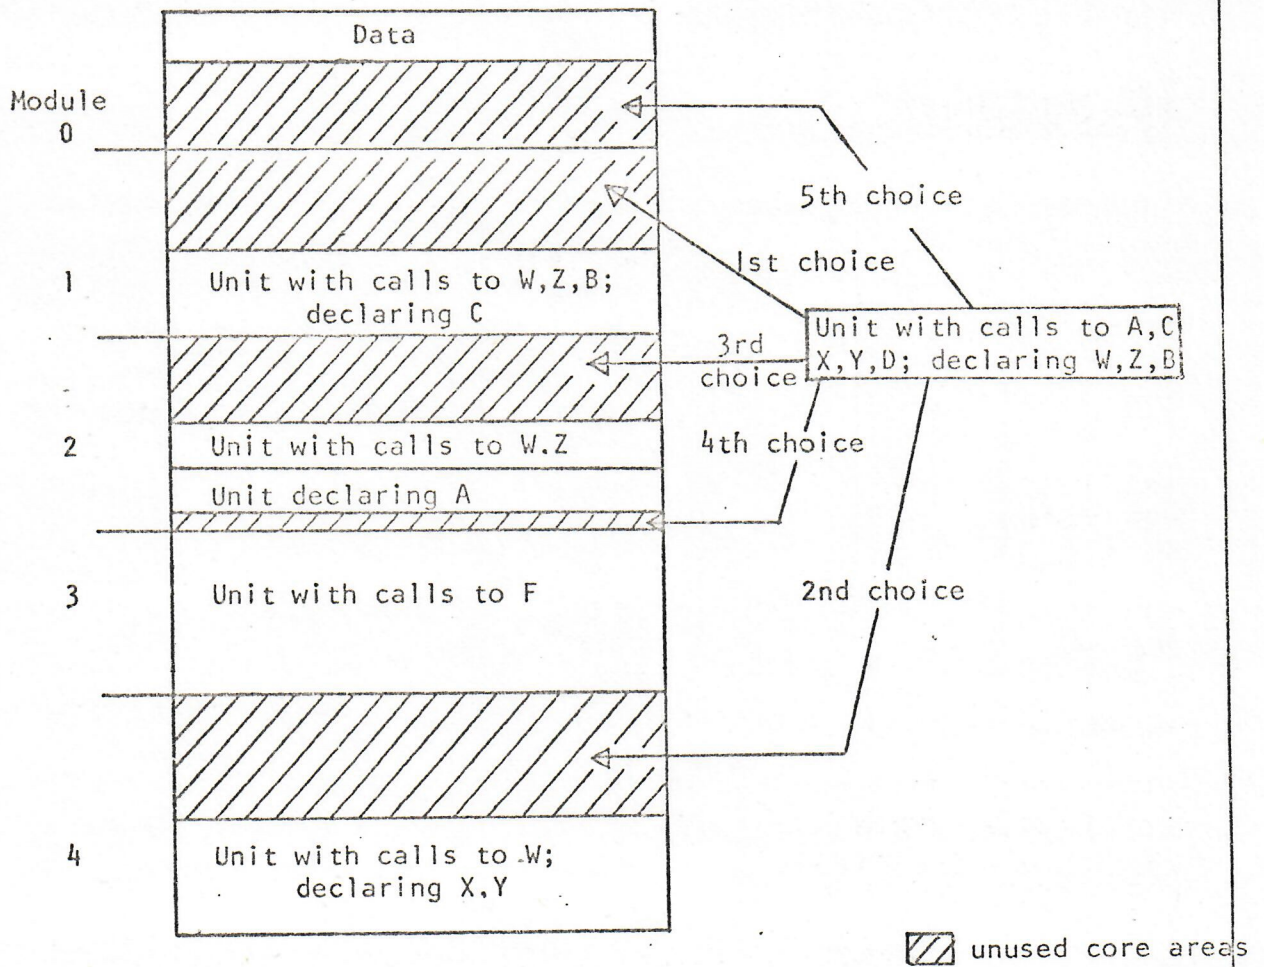 Data
Module
0
5th choice
1st choice
1
Unit with calls to W,Z,B;
declaring C
Unit with calls to A,C
X,Y,D; declaring W,Z,B
3rd
choice
2
Unit with calls to W.Z
4th choice
Unit declaring A
3
Unit with calls to F
2nd choice
4
Unit with calls to W;
declaring X,Y
unused core areas